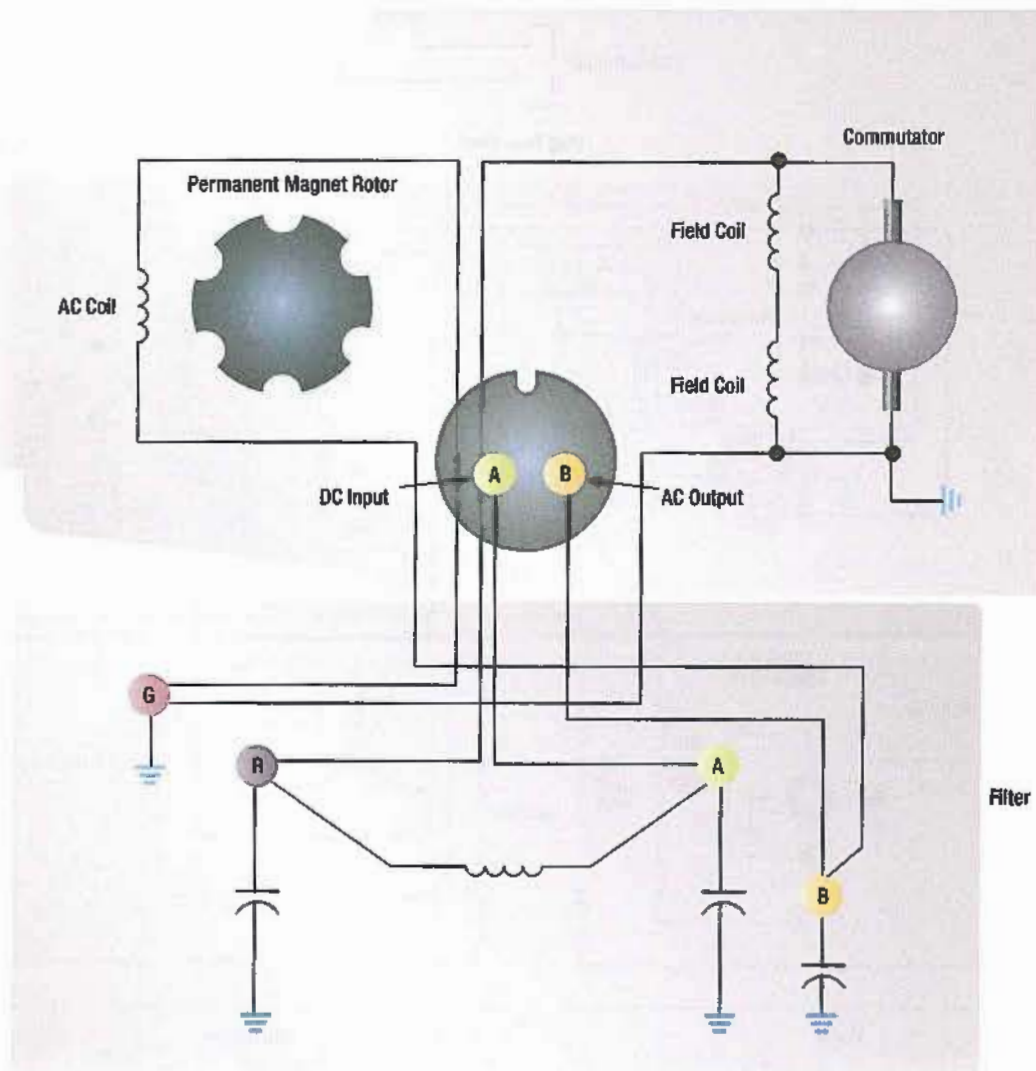 Commutator
Permanent Magnet Rotor
Field Coil
AC Coil
Field Coil
A
B
DC Input
AC Output
G
R
A
Filter
B